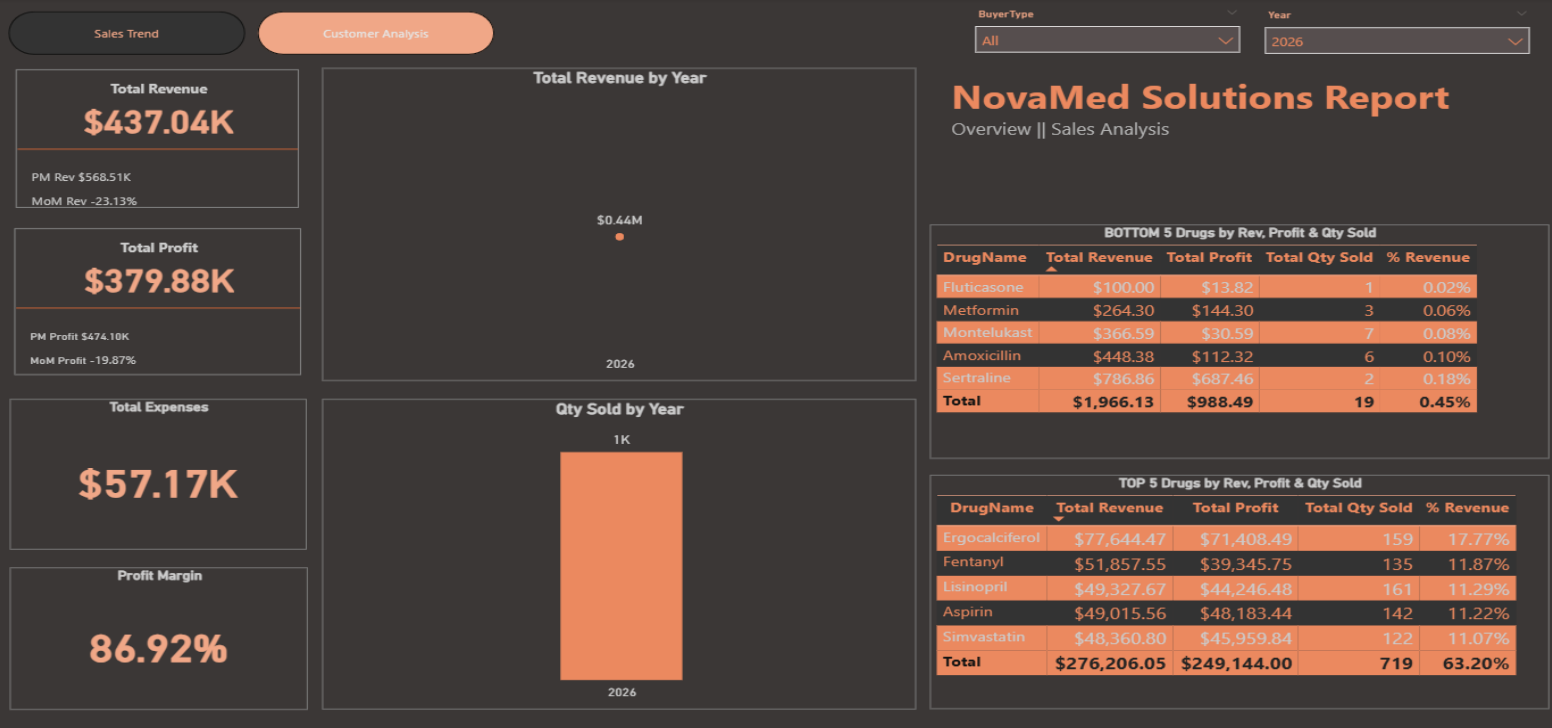 Sales Trend
Customer Analysis
BuyerType
All
Year
2026
Total Revenue
$437.04K
PM Rev $568.51K
MoM Rev -23.13%
Total Profit
$379.88K
PM Profit $474.10K
MoM Profit -19.87%
Total Expenses
$57.17K
Profit Margin
86.92%
Total Revenue by Year
$0.44M
2026
Qty Sold by Year
1K
2026
NovaMed Solutions Report
Overview || Sales Analysis
BOTTOM 5 Drugs by Rev, Profit & Qty Sold
DrugName Total Revenue Total Profit Total Qty Sold % Revenue
Fluticasone $100.00 $13.82 1 0.02%
Metformin $264.30 $144.30 3 0.06%
Montelukast $366.59 $30.59 7 0.08%
Amoxicillin $448.38 $112.32 6 0.10%
Sertraline $786.86 $687.46 2 0.18%
Total $1,966.13 $988.49 19 0.45%
TOP 5 Drugs by Rev, Profit & Qty Sold
DrugName Total Revenue Total Profit Total Qty Sold % Revenue
Ergocalciferol $77,644.47 $71,408.49 159 17.77%
Fentanyl $51,857.55 $39,345.75 135 11.87%
Lisinopril $49,327.67 $44,246.48 161 11.29%
Aspirin $49,015.56 $48,183.44 142 11.22%
Simvastatin $48,360.80 $45,959.84 122 11.07%
Total $276,206.05 $249,144.00 719 63.20%